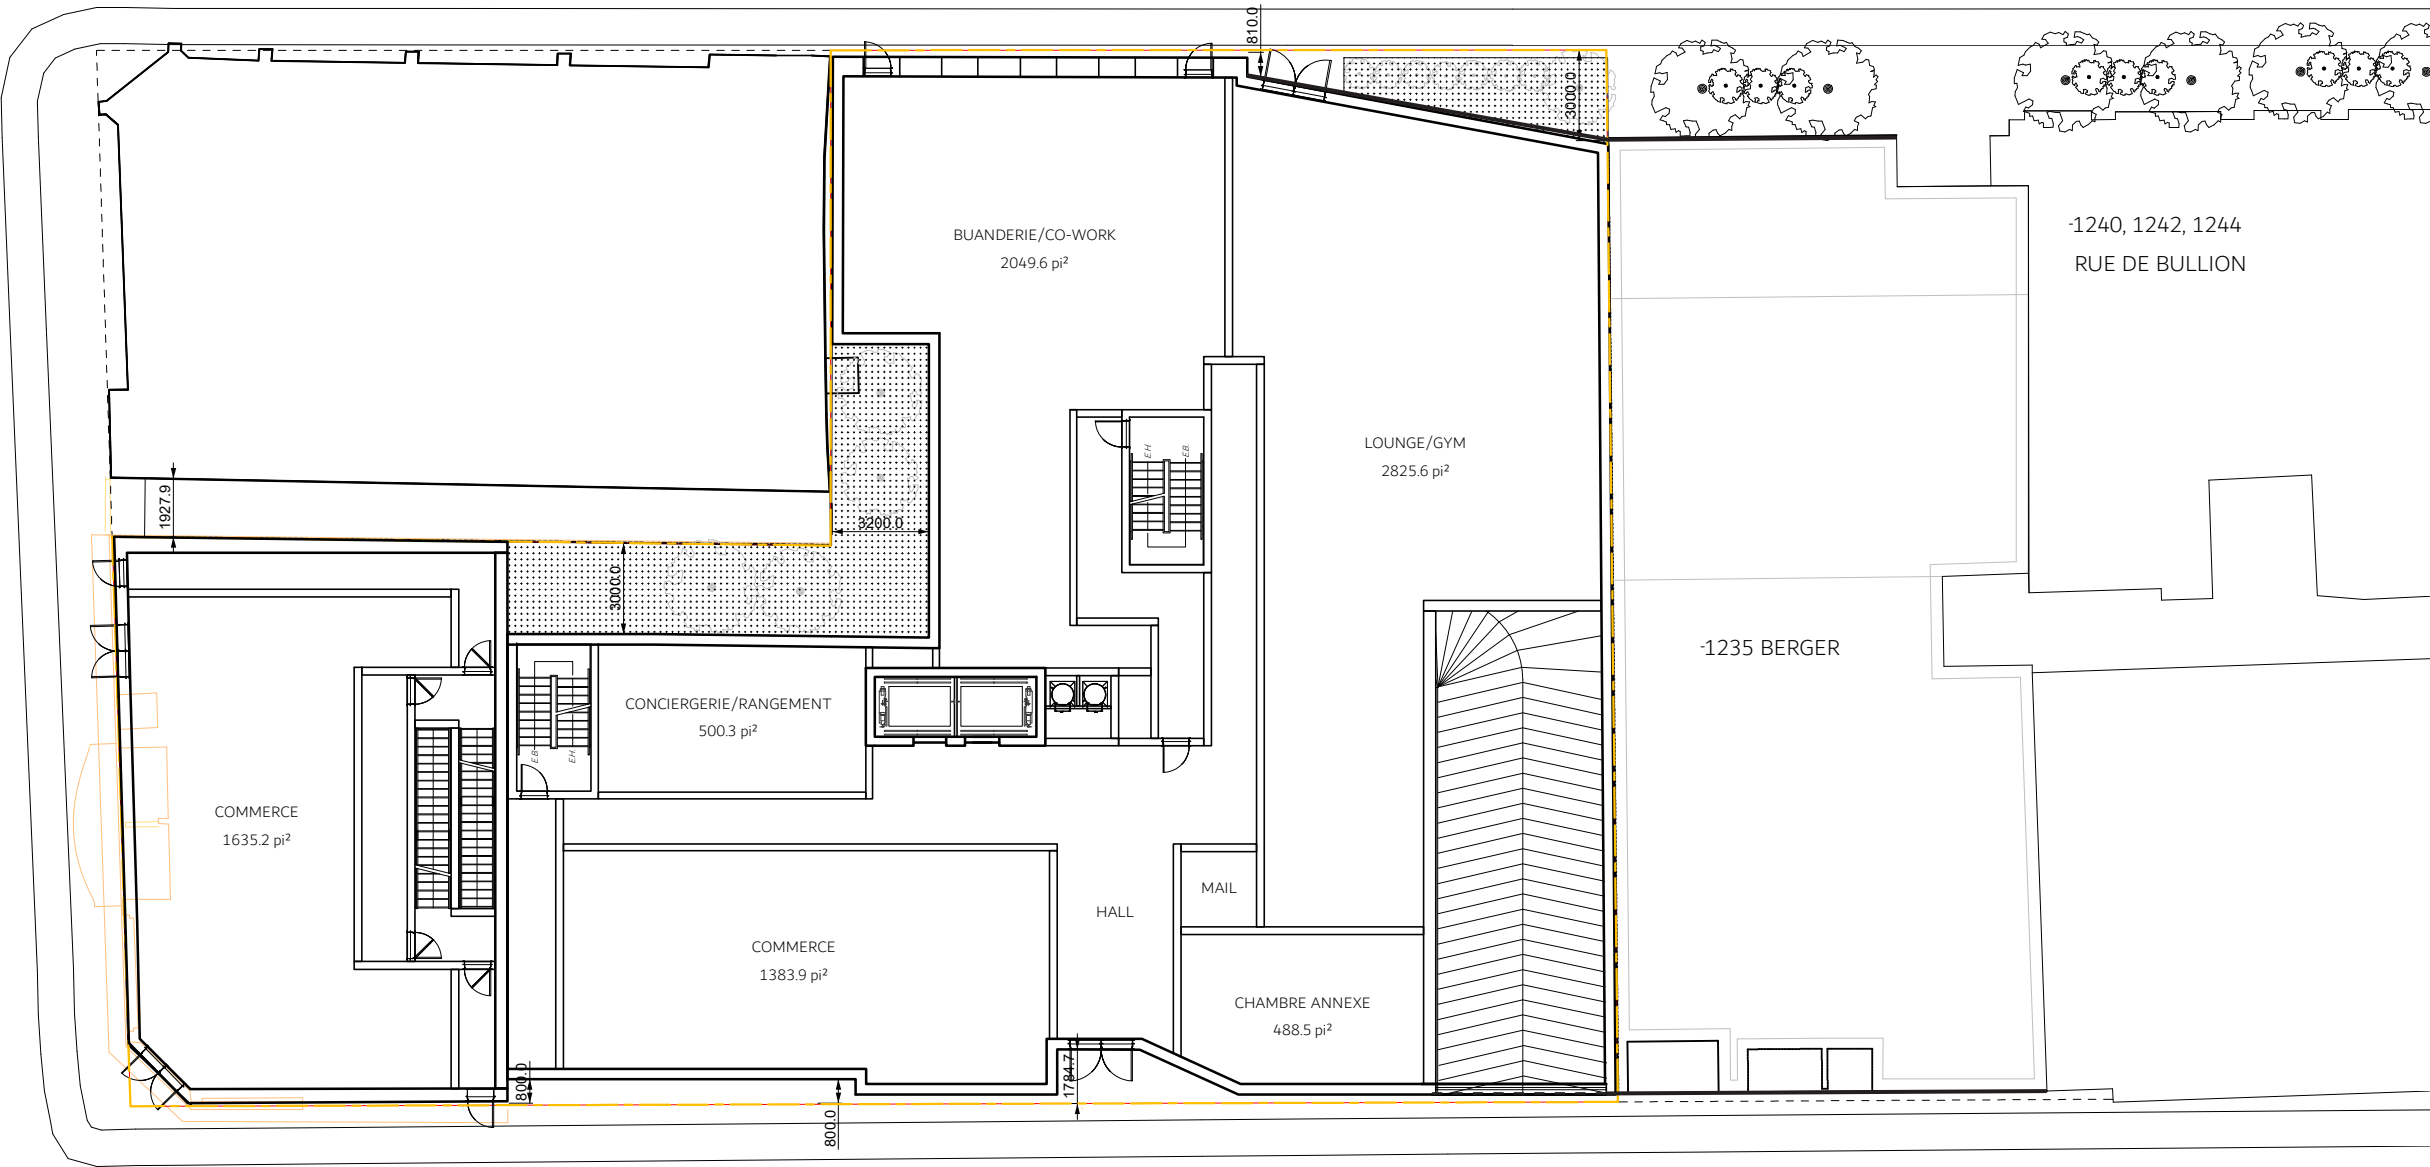 810.0
3000.0
BUANDERIE/CO-WORK
2049.6 pi²
-1240, 1242, 1244
RUE DE BULLION
LOUNGE/GYM
2825.6 pi²
E.H.
E.B.
1927.9
3200.0
3000.0
-1235 BERGER
CONCIERGERIE/RANGEMENT
500.3 pi²
E.B.
E.H.
COMMERCE
1635.2 pi²
MAIL
HALL
COMMERCE
1383.9 pi²
CHAMBRE ANNEXE
488.5 pi²
800.0
1784.7
800.0